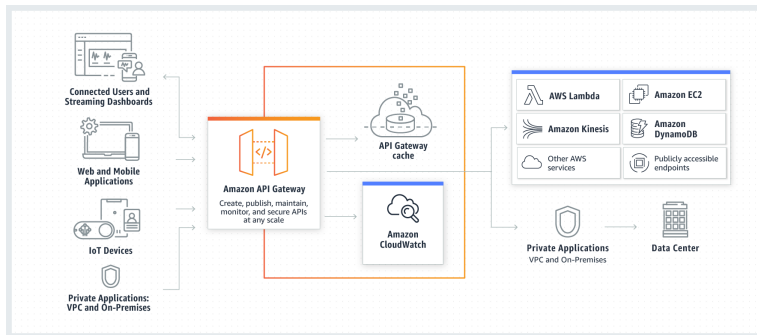 Connected Users and
Streaming Dashboards
Web and Mobile
Applications
IoT Devices
Private Applications:
VPC and On-Premises
</>
Amazon API Gateway
Create, publish, maintain,
monitor, and secure APIs
at any scale
API Gateway
cache
Amazon
CloudWatch
AWS Lambda
Amazon EC2
Amazon Kinesis
Amazon
DynamoDB
Other AWS
services
Publicly accessible
endpoints
Private Applications
VPC and On-Premises
Data Center